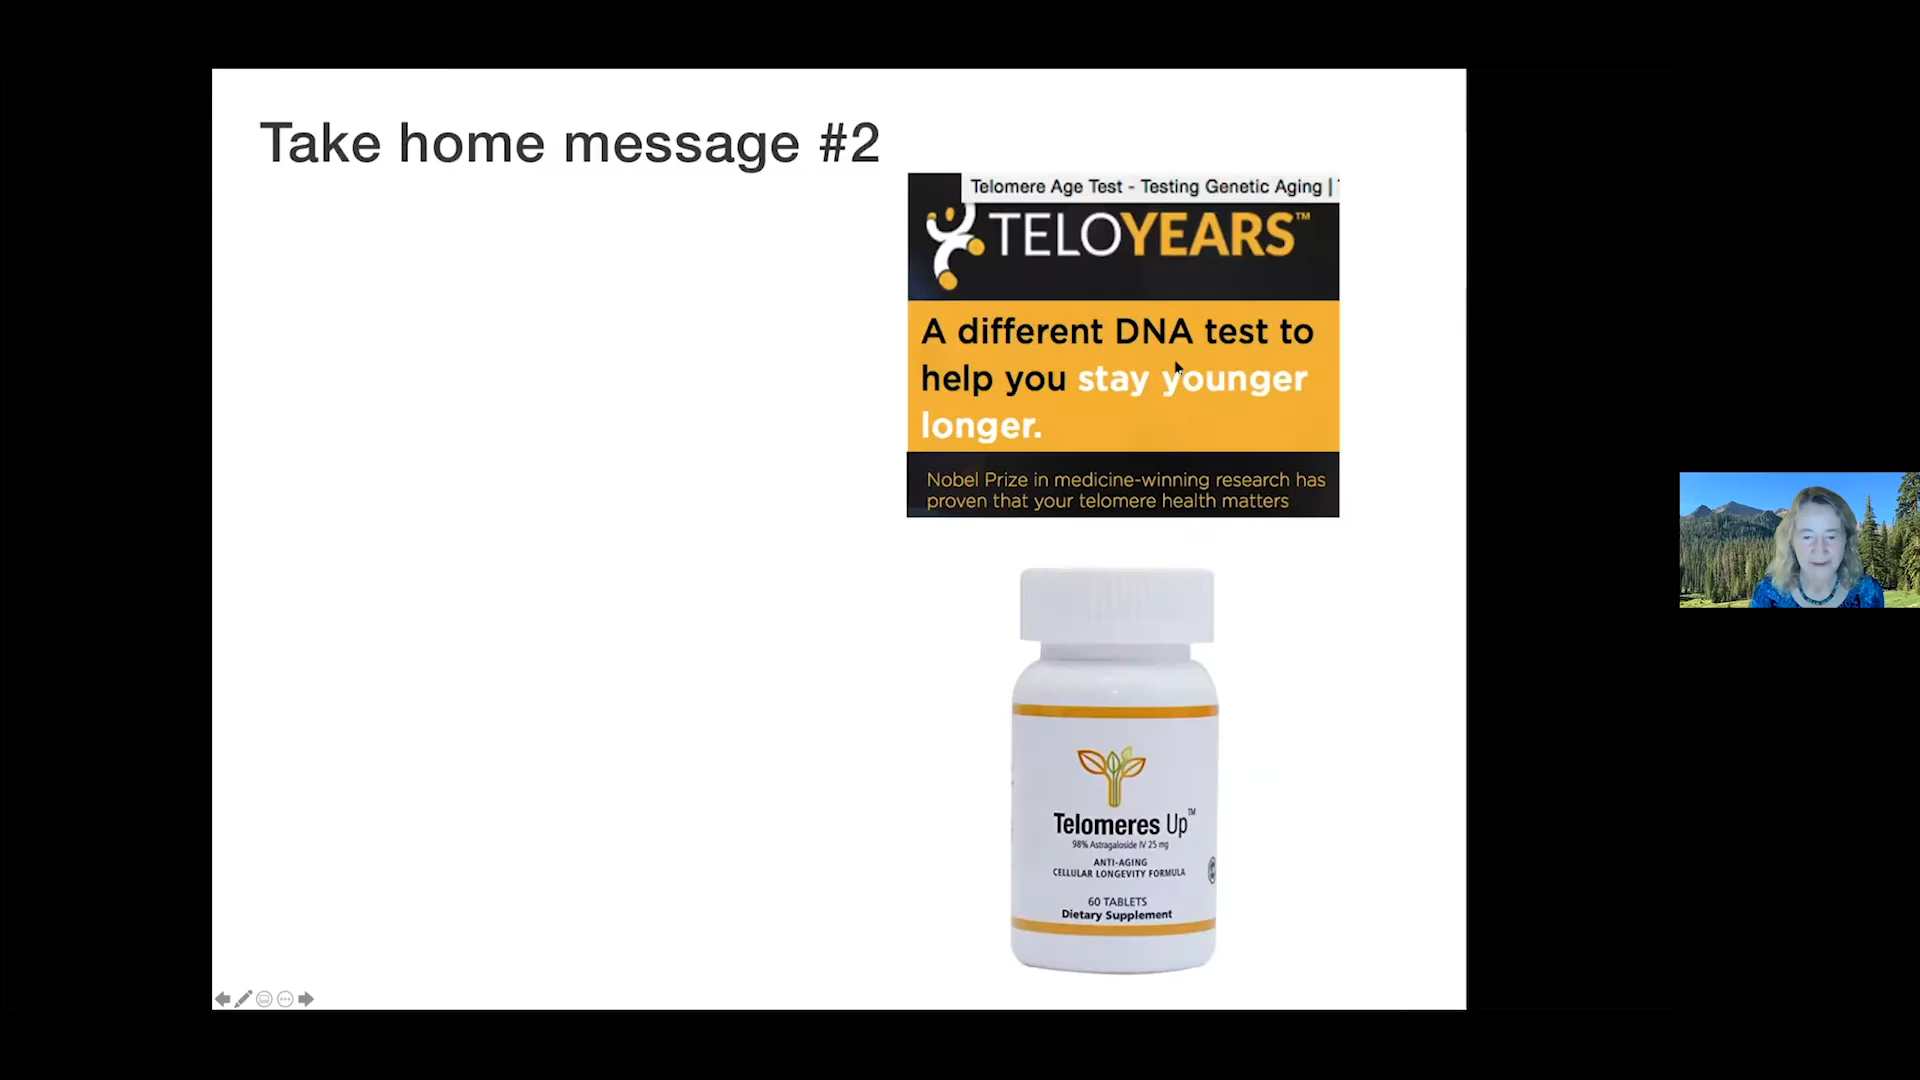 Take home message #2
Telomere Age Test - Testing Genetic Aging |
TELOYEARS™
A different DNA test to
help you stay younger
longer.
Nobel Prize in medicine-winning research has
proven that your telomere health matters
Telomeres Up™
98% Astragaloside IV 25 mg
ANTI-AGING
CELLULAR LONGEVITY FORMULA
60 TABLETS
Dietary Supplement